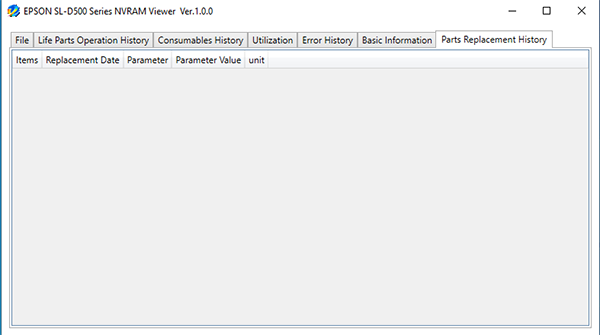 EPSON SL-D500 Series NVRAM Viewer Ver.1.0.0
File Life Parts Operation History Consumables History Utilization Error History Basic Information Parts Replacement History
Items Replacement Date Parameter Parameter Value unit